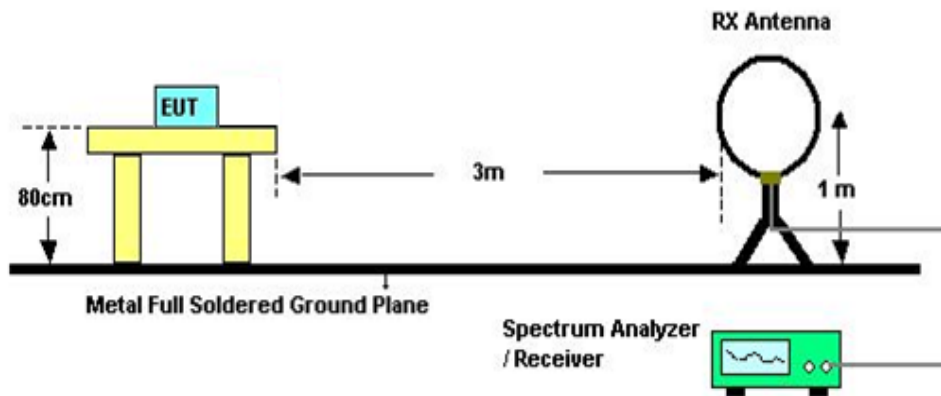 RX Antenna
EUT
3m
80cm
1 m
Metal Full Soldered Ground Plane
Spectrum Analyzer
/ Receiver